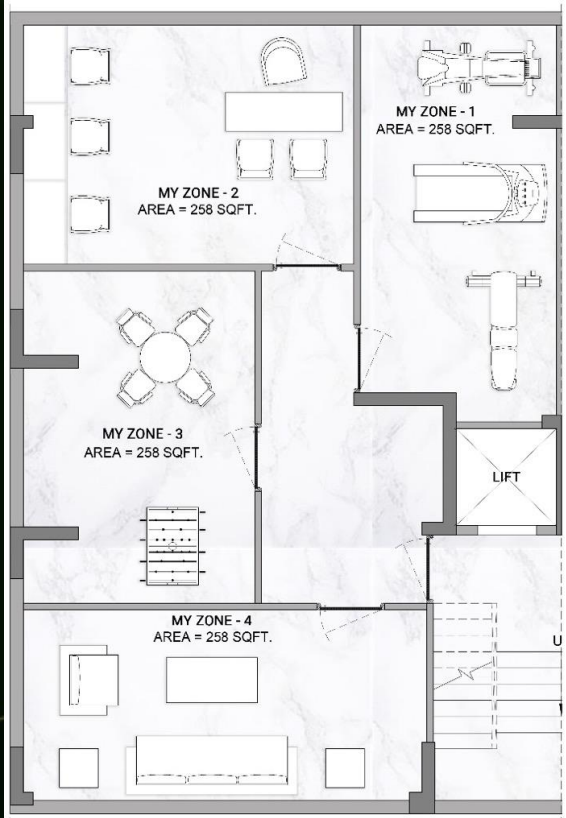 MY ZONE - 1
AREA = 258 SQFT.
MY ZONE - 2
AREA = 258 SQFT.
MY ZONE - 3
AREA = 258 SQFT.
LIFT
MY ZONE - 4
AREA = 258 SQFT.
U